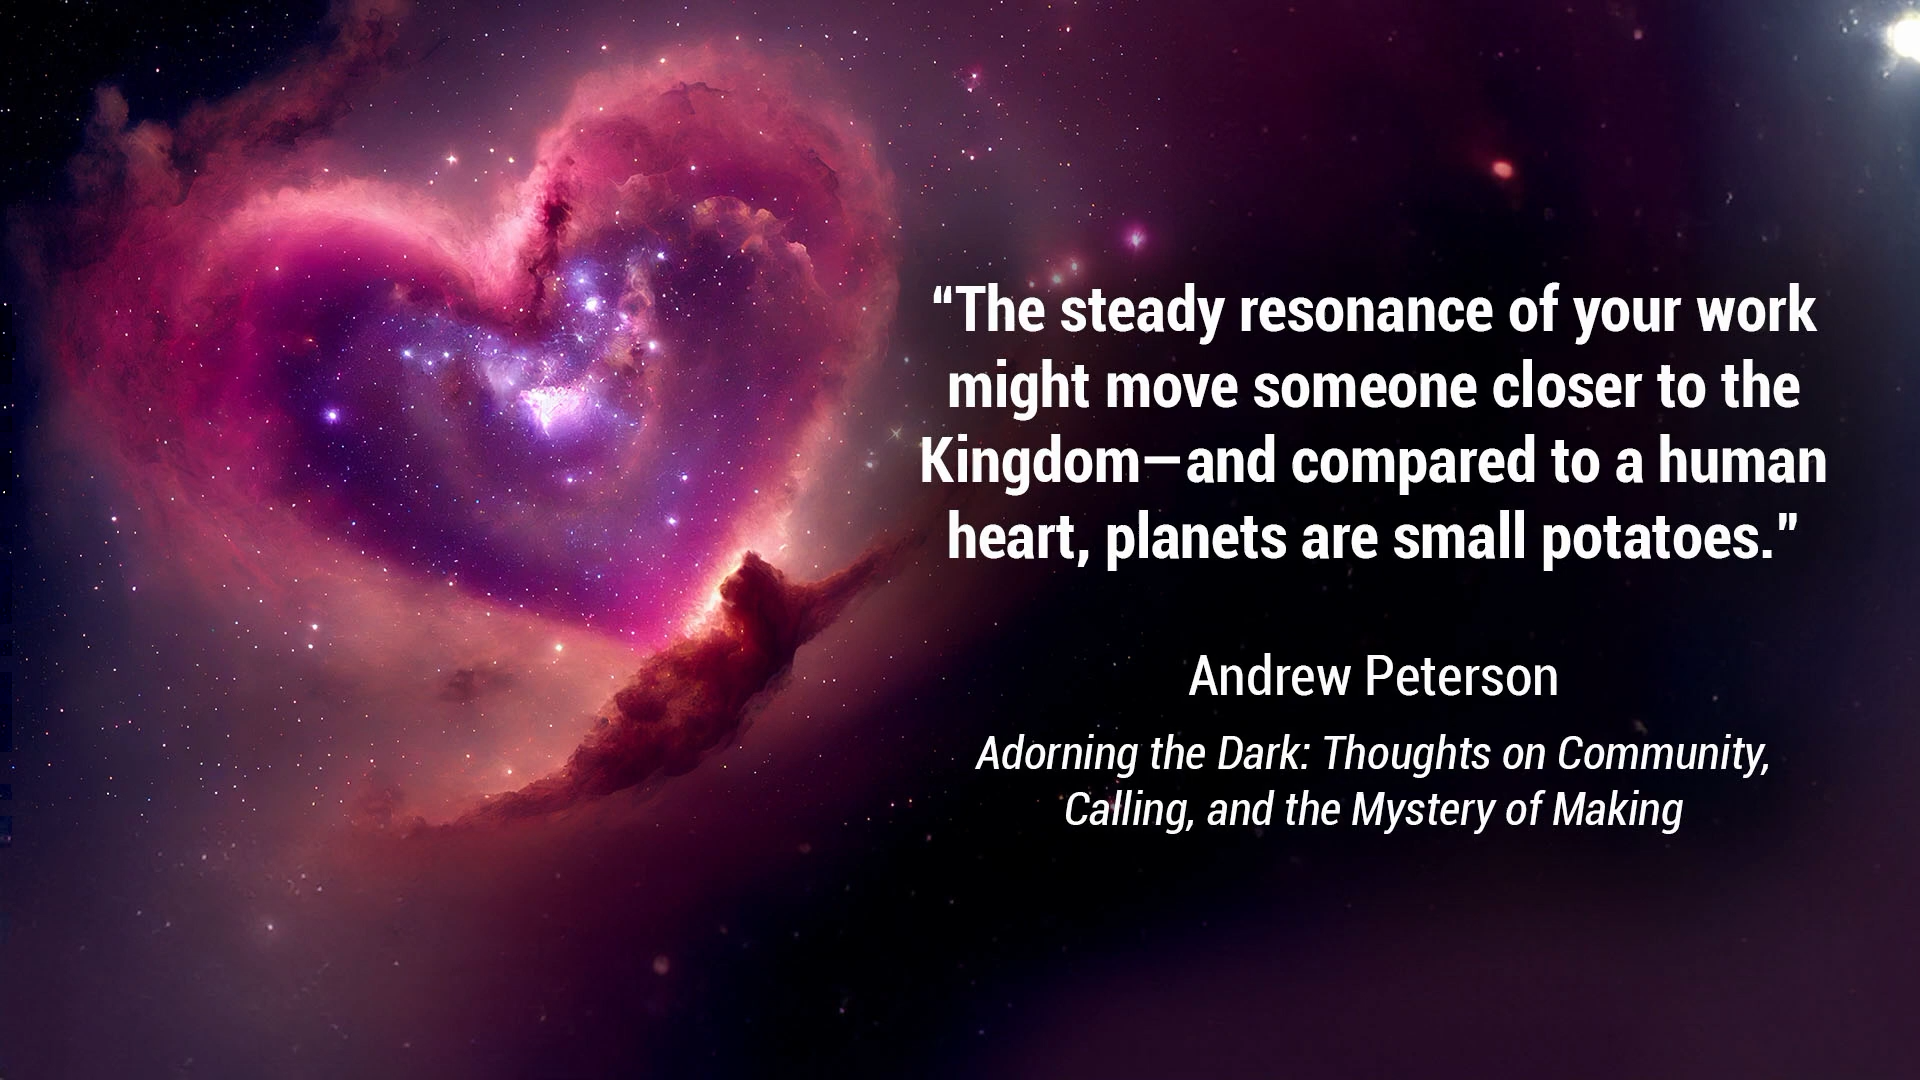 “The steady resonance of your work
might move someone closer to the
Kingdom—and compared to a human
heart, planets are small potatoes.”
Andrew Peterson
Adorning the Dark: Thoughts on Community,
Calling, and the Mystery of Making